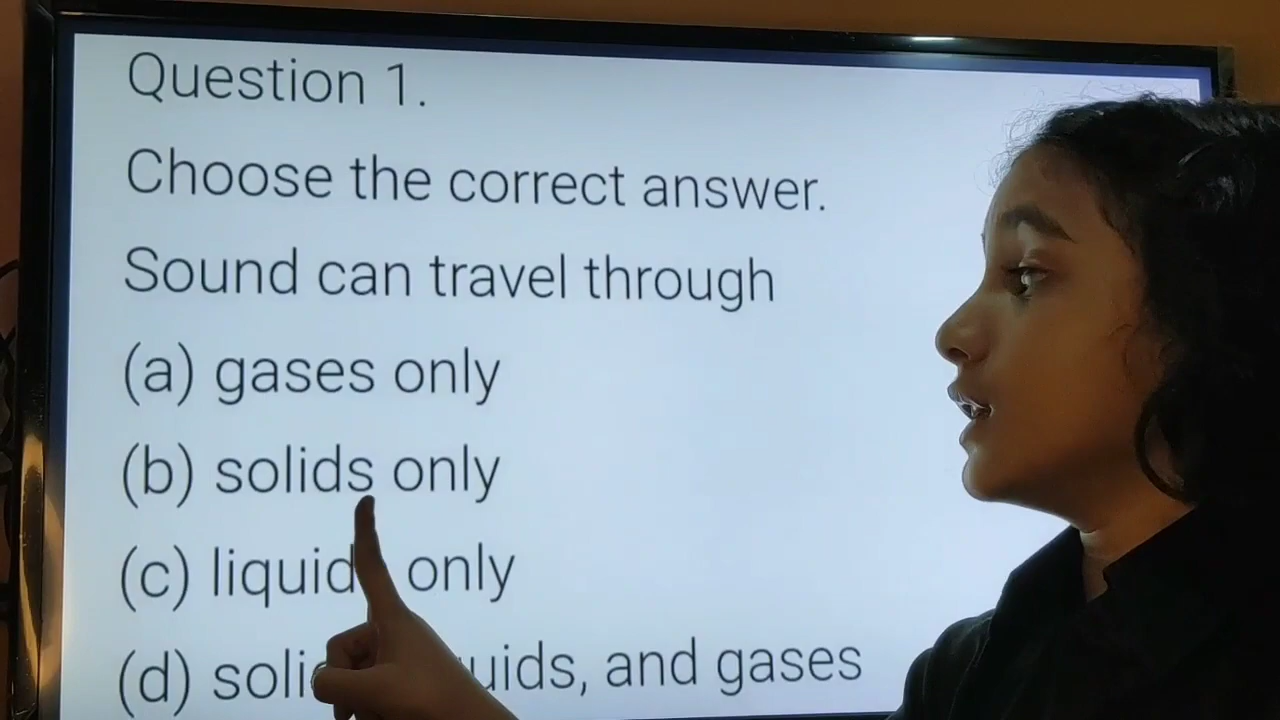 Question 1.
Choose the correct answer.
Sound can travel through
(a) gases only
(b) solids only
(c) liquid only
(d) and gases